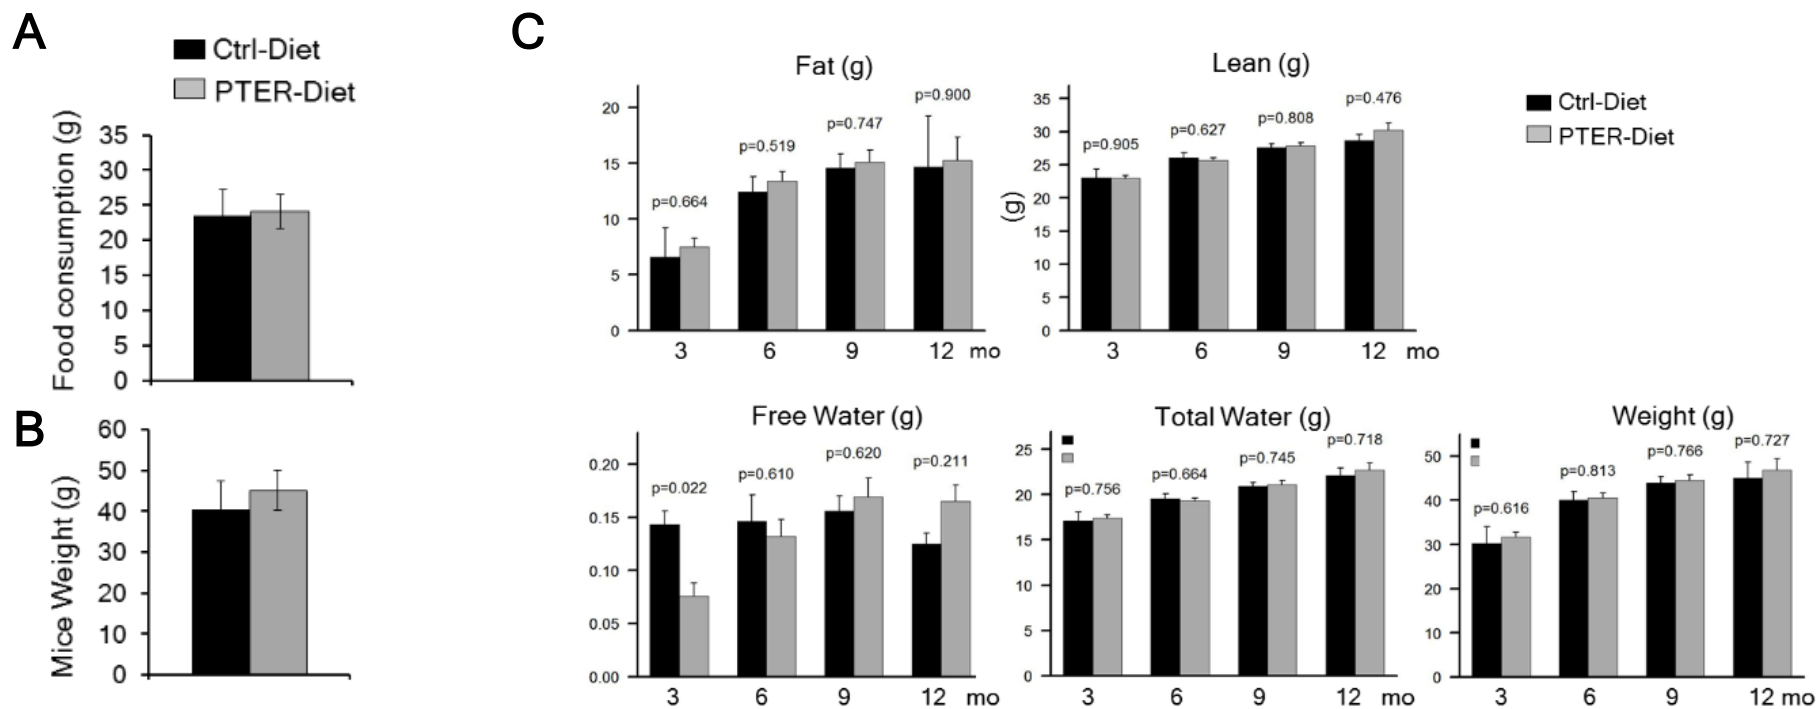 A
Ctrl-Diet
PTER-Diet
Food consumption (g)
35
30
25
20
15
10
5
0
B
Mice Weight (g)
60
50
40
30
20
10
0
C
Fat (g)
20
15
10
5
0
p=0.664
p=0.519
p=0.747
p=0.900
3 6 9 12 mo
Lean (g)
(g)
35
30
25
20
15
10
5
0
p=0.905
p=0.627
p=0.808
p=0.476
3 6 9 12 mo
Ctrl-Diet
PTER-Diet
Free Water (g)
0.20
0.15
0.10
0.05
0.00
p=0.022
p=0.610
p=0.620
p=0.211
3 6 9 12 mo
Total Water (g)
25
20
15
10
5
0
p=0.756
p=0.664
p=0.745
p=0.718
3 6 9 12 mo
Weight (g)
50
40
30
20
10
0
p=0.616
p=0.813
p=0.766
p=0.727
3 6 9 12 mo